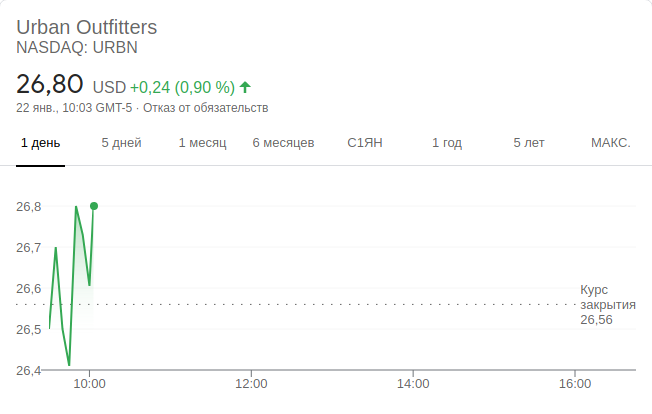 Urban Outfitters
NASDAQ: URBN
26,80 USD +0,24 (0,90 %)
22 янв., 10:03 GMT-5 · Отказ от обязательств
1 день 5 дней 1 месяц 6 месяцев С1ЯН 1 год 5 лет МАКС.
26,8
26,7
26,6
26,5
26,4
Курс
закрытия
26,56
10:00 12:00 14:00 16:00